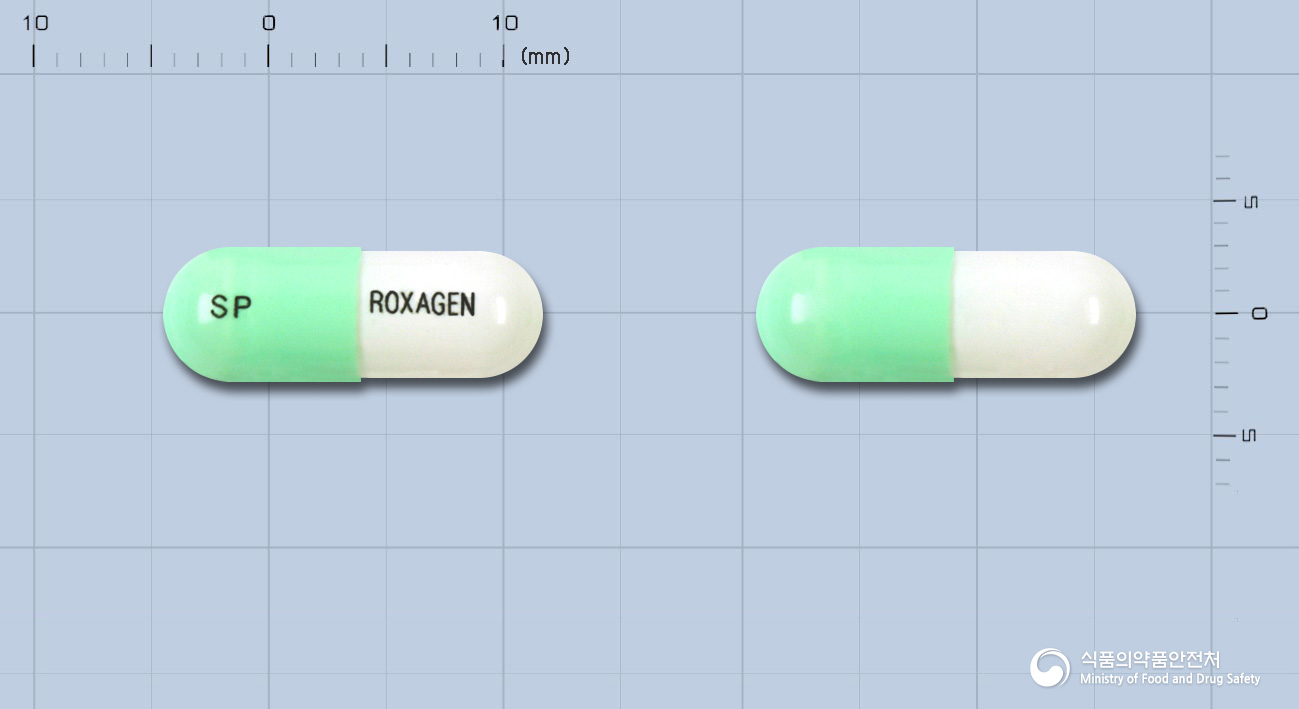 10 0 10
(mm)
SP ROXAGEN
5
0
5
식품의약품안전처
Ministry of Food and Drug Safety